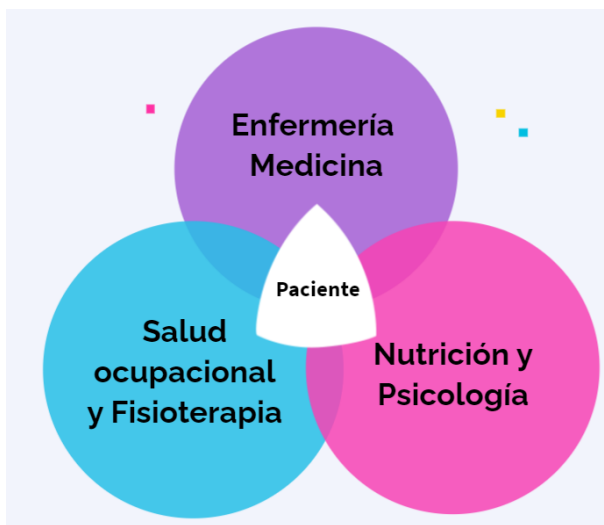 Enfermería
Medicina
Paciente
Salud
ocupacional
y Fisioterapia
Nutrición y
Psicología